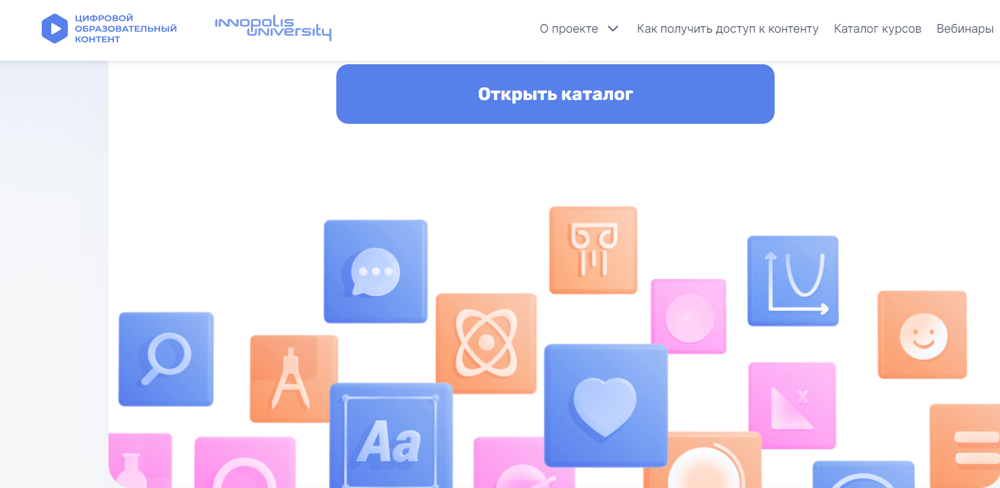 ЦИФРОВОЙ
ОБРАЗОВАТЕЛЬНЫЙ
КОНТЕНТ
INNOPOLIS
UNIVERSITY
О проекте Как получить доступ к контенту Каталог курсов Вебинары
Открыть каталог
x
Aa